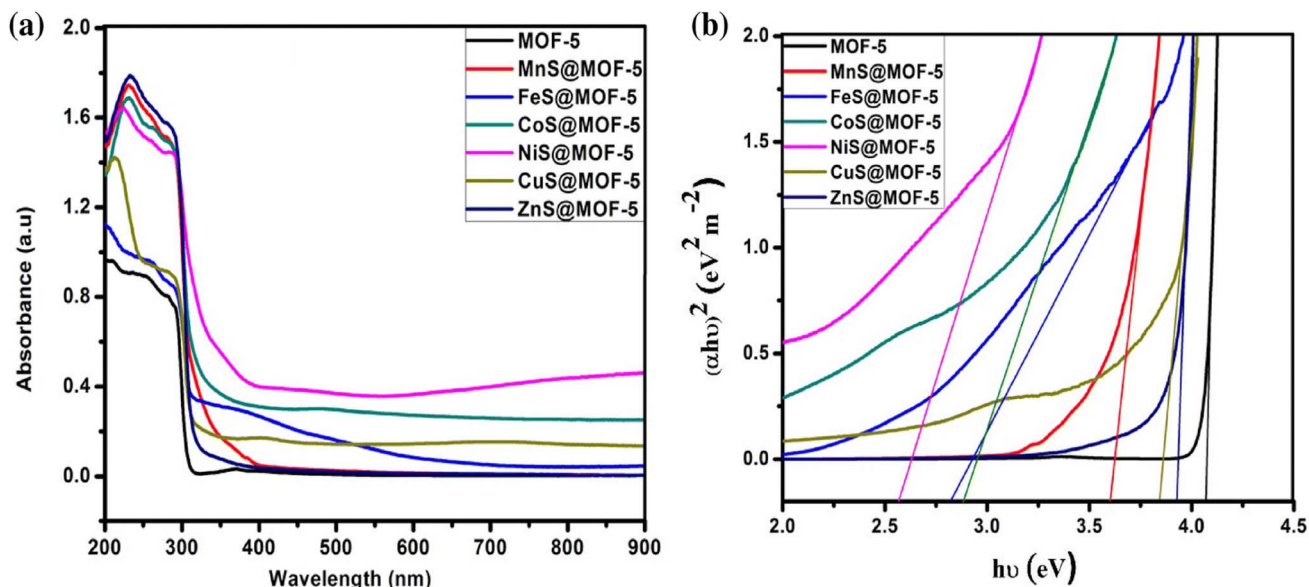 (a)
2.0
1.6
1.2
0.8
0.4
0.0
Absorbance (a.u)
MOF-5
MnS@MOF-5
FeS@MOF-5
CoS@MOF-5
NiS@MOF-5
CuS@MOF-5
ZnS@MOF-5
200 300 400 500 600 700 800 900
Wavelength (nm)
(b)
2.0
1.5
1.0
0.5
0.0
(αhυ)² (eV² m⁻²)
MOF-5
MnS@MOF-5
FeS@MOF-5
CoS@MOF-5
NiS@MOF-5
CuS@MOF-5
ZnS@MOF-5
2.0 2.5 3.0 3.5 4.0 4.5
hυ (eV)